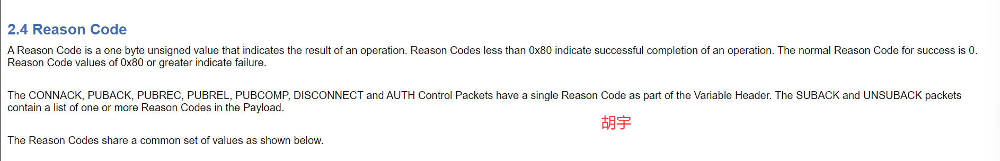 2.4 Reason Code
A Reason Code is a one byte unsigned value that indicates the result of an operation. Reason Codes less than 0x80 indicate successful completion of an operation. The normal Reason Code for success is 0.
Reason Code values of 0x80 or greater indicate failure.
The CONNACK, PUBACK, PUBREC, PUBREL, PUBCOMP, DISCONNECT and AUTH Control Packets have a single Reason Code as part of the Variable Header. The SUBACK and UNSUBACK packets
contain a list of one or more Reason Codes in the Payload.
胡宇
The Reason Codes share a common set of values as shown below.